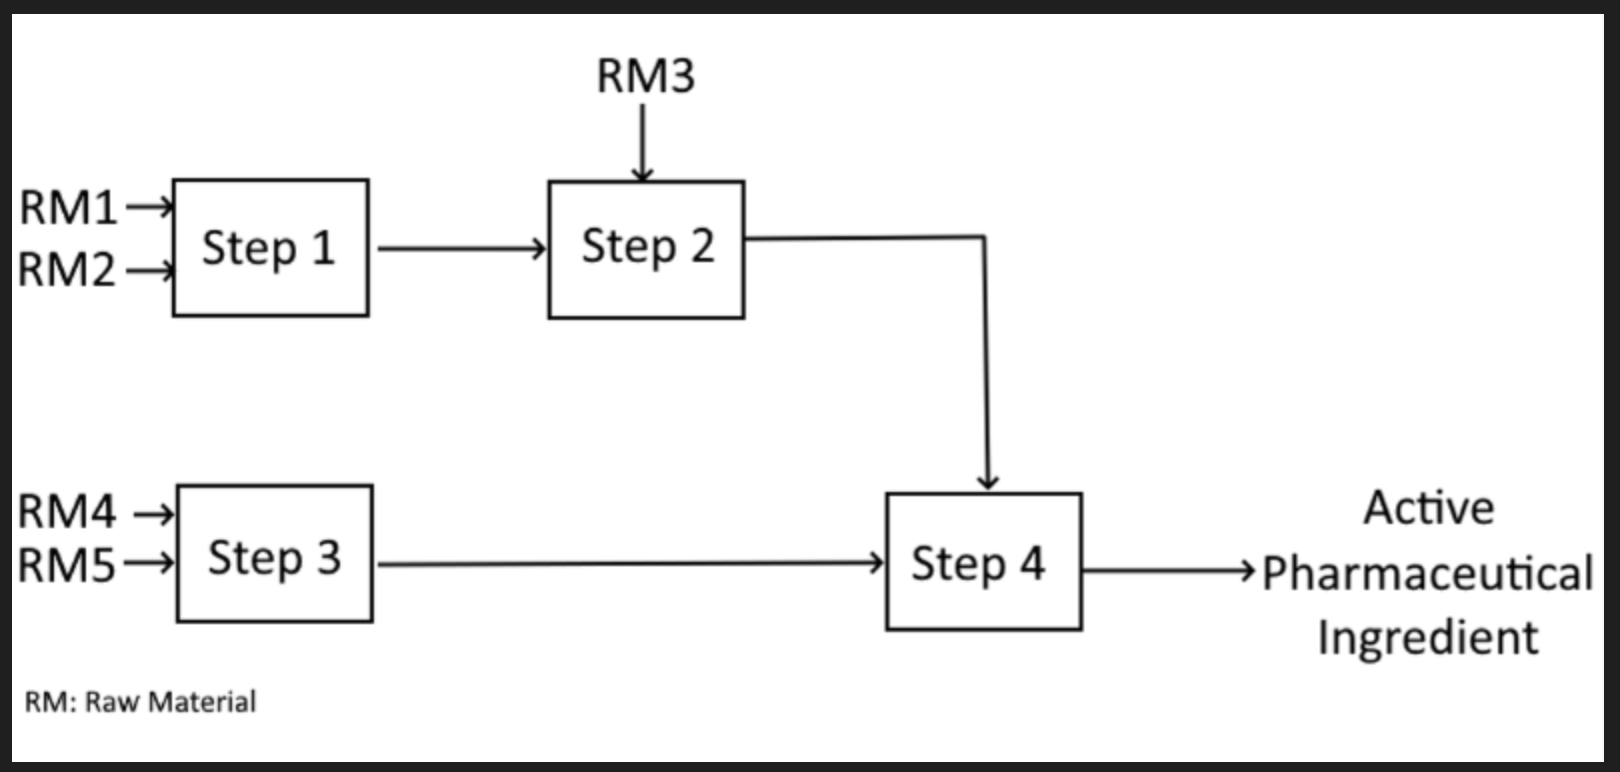 RM3
RM1
RM2
Step 1
Step 2
RM4
RM5
Step 3
Step 4
Active
Pharmaceutical
Ingredient
RM: Raw Material